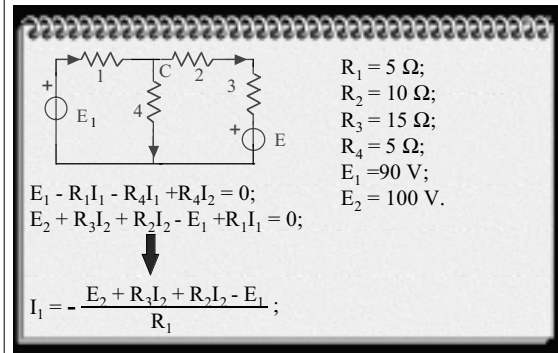 1
C
2
3
+
E₁
4
+
E
R₁ = 5 Ω;
R₂ = 10 Ω;
R₃ = 15 Ω;
R₄ = 5 Ω;
E₁ =90 V;
E₂ = 100 V.
E₁ - R₁I₁ - R₄I₁ +R₄I₂ = 0;
E₂ + R₃I₂ + R₂I₂ - E₁ +R₁I₁ = 0;
I₁ = - (E₂ + R₃I₂ + R₂I₂ - E₁) / R₁ ;